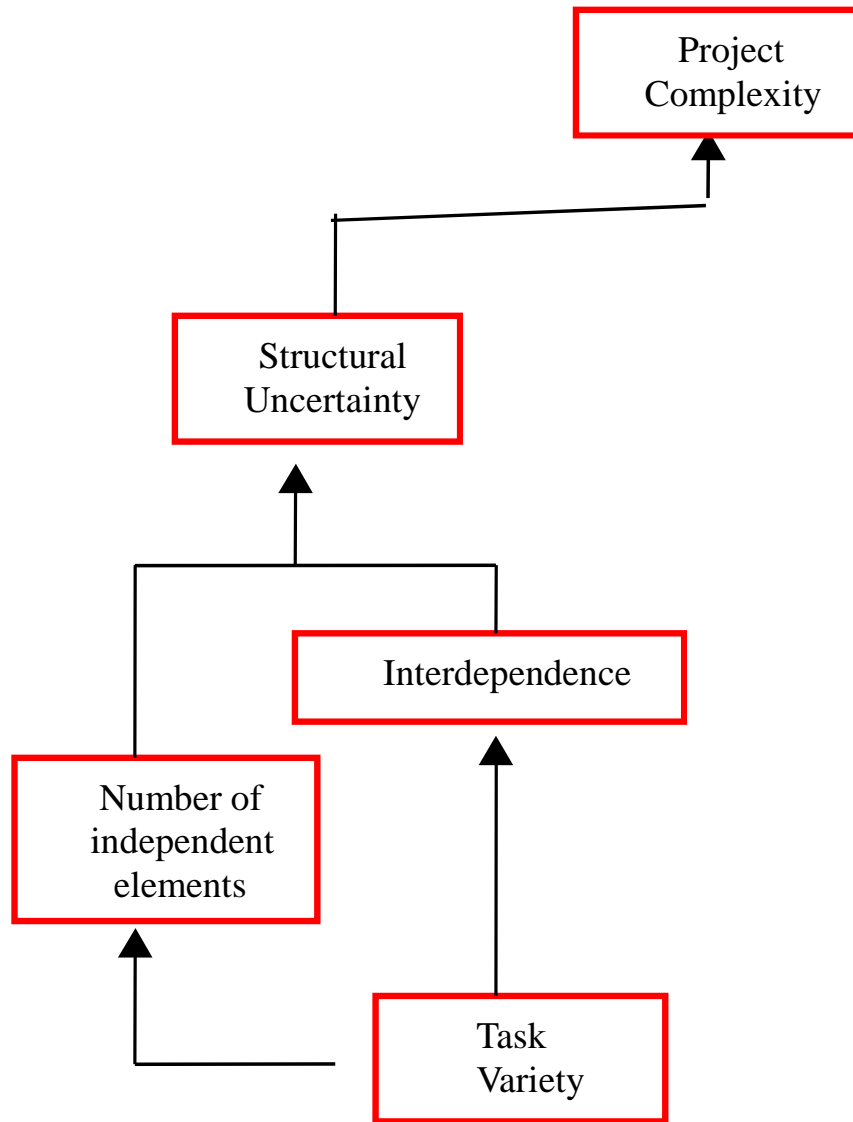 Project
Complexity
Structural
Uncertainty
Interdependence
Number of
independent
elements
Task
Variety